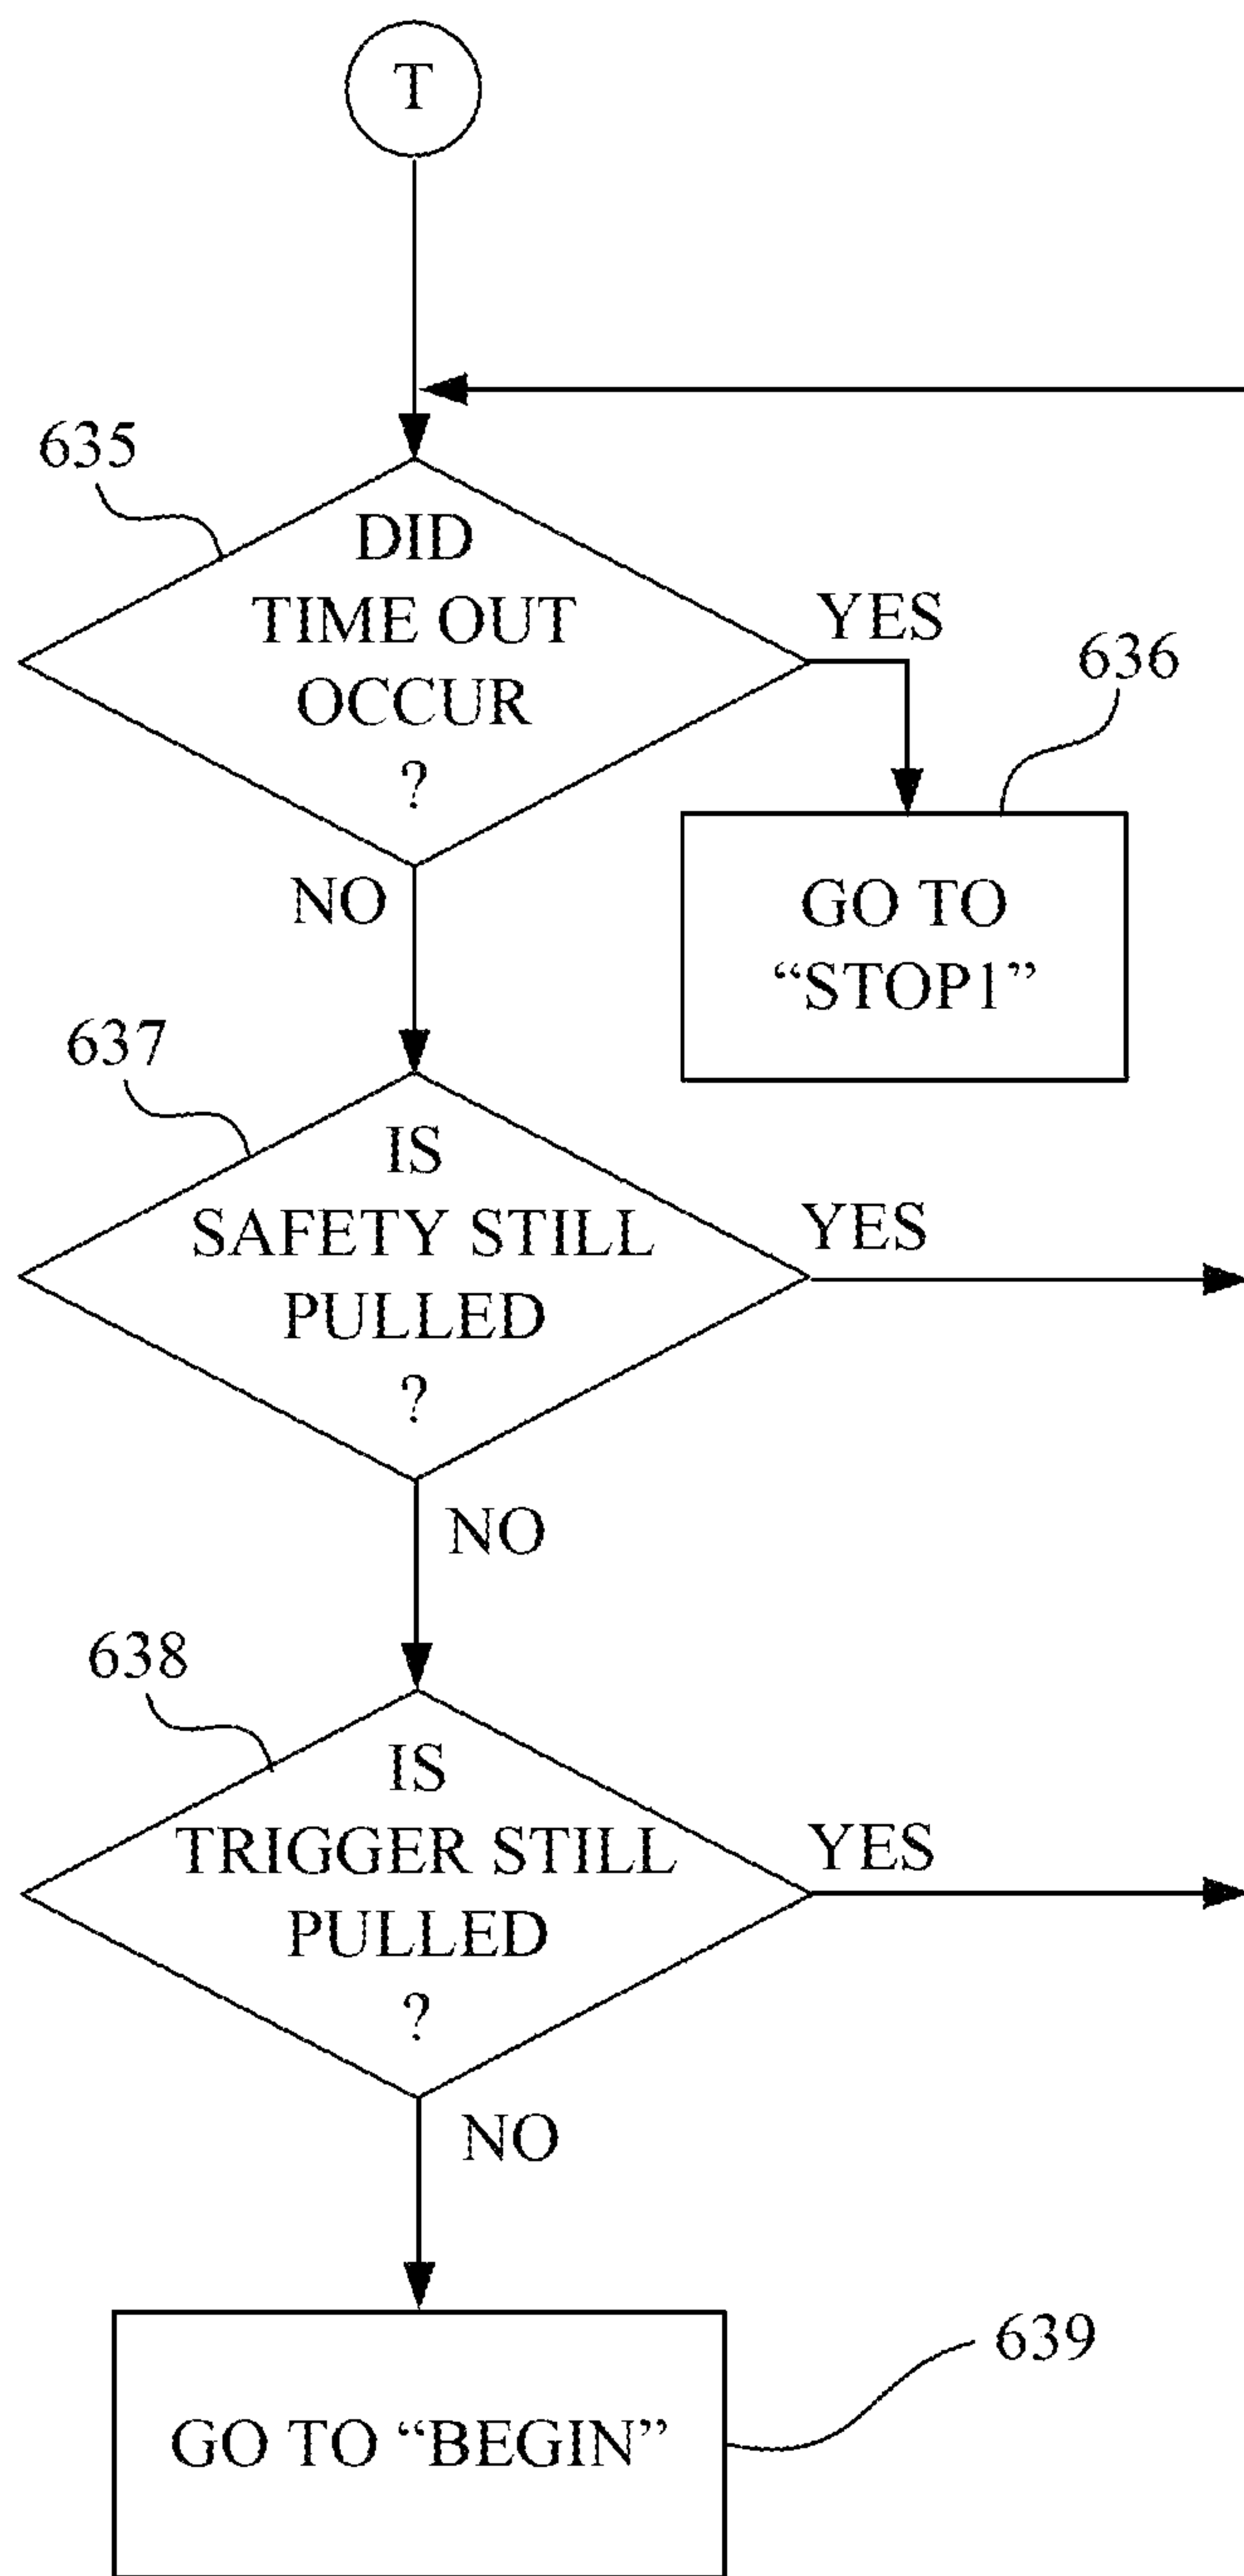 T
635
DID
TIME OUT
OCCUR
?
YES
636
NO
GO TO
“STOP1”
637
IS
SAFETY STILL
PULLED
?
YES
NO
638
IS
TRIGGER STILL
PULLED
?
YES
NO
639
GO TO “BEGIN”